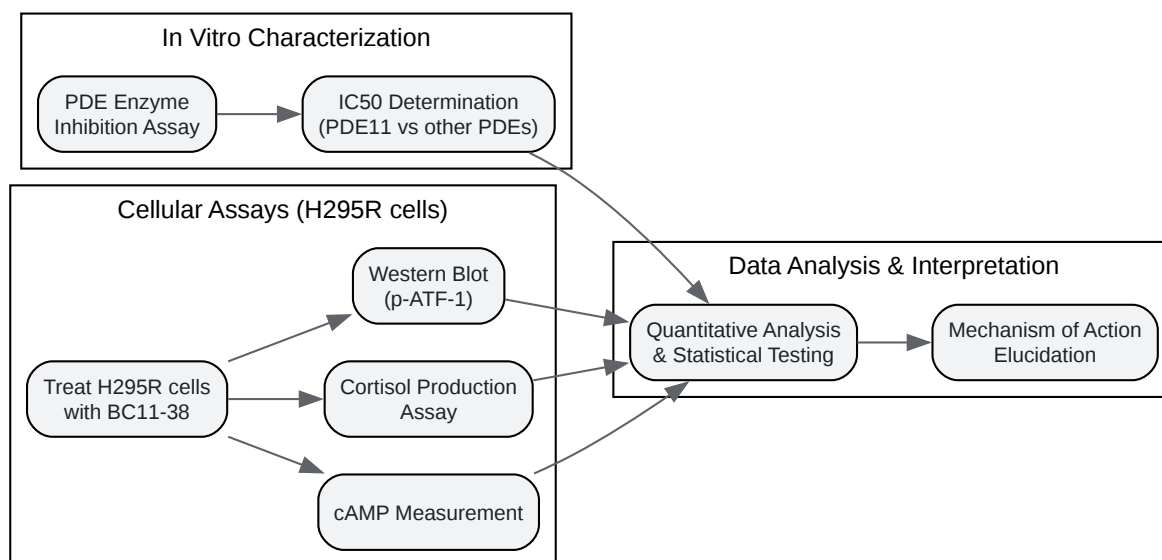 In Vitro Characterization
PDE Enzyme
Inhibition Assay
IC50 Determination
(PDE11 vs other PDEs)
Cellular Assays (H295R cells)
Treat H295R cells
with BC11-38
Western Blot
(p-ATF-1)
Cortisol Production
Assay
cAMP Measurement
Data Analysis & Interpretation
Quantitative Analysis
& Statistical Testing
Mechanism of Action
Elucidation